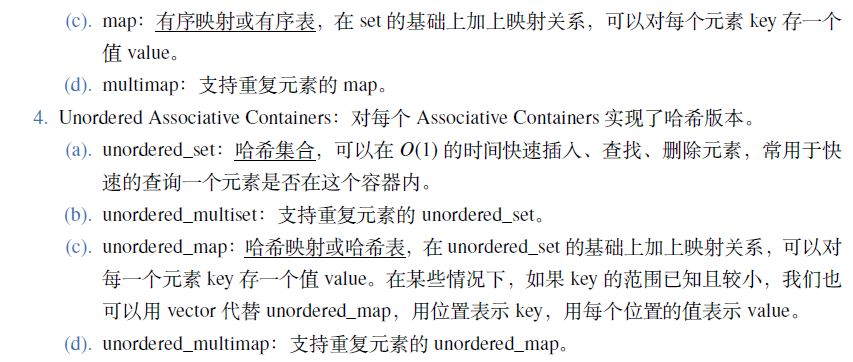 (c). map：有序映射或有序表，在 set 的基础上加上映射关系，可以对每个元素 key 存一个
值 value。
(d). multimap：支持重复元素的 map。
4. Unordered Associative Containers：对每个 Associative Containers 实现了哈希版本。
(a). unordered_set：哈希集合，可以在 O(1) 的时间快速插入、查找、删除元素，常用于快
速的查询一个元素是否在这个容器内。
(b). unordered_multiset：支持重复元素的 unordered_set。
(c). unordered_map：哈希映射或哈希表，在 unordered_set 的基础上加上映射关系，可以对
每一个元素 key 存一个值 value。在某些情况下，如果 key 的范围已知且较小，我们也
可以用 vector 代替 unordered_map，用位置表示 key，用每个位置的值表示 value。
(d). unordered_multimap：支持重复元素的 unordered_map。